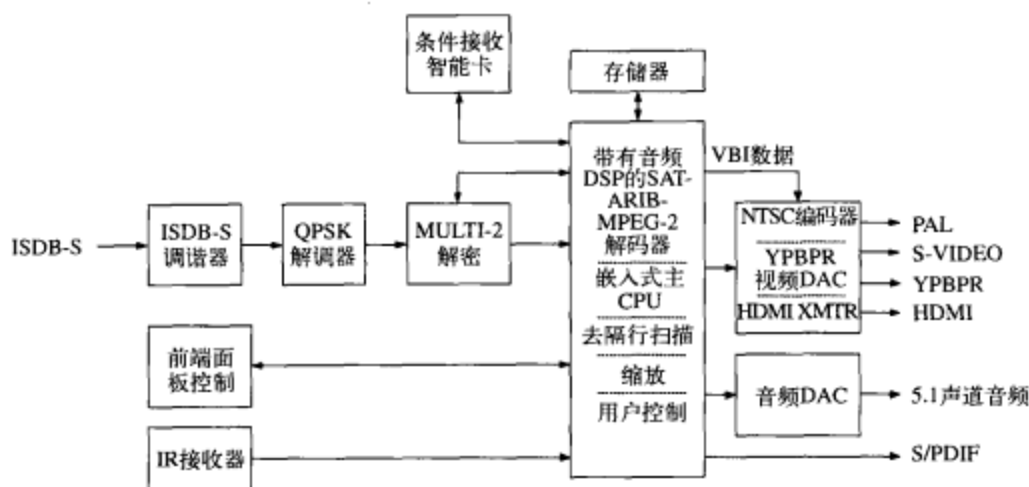 条件接收
智能卡
存储器
带有音频
DSP的SAT-
ARIB-
MPEG-2
解码器
嵌入式主
CPU
去隔行扫描
缩放
用户控制
VBI数据
ISDB-S
ISDB-S
调谐器
QPSK
解调器
MULTI-2
解密
NTSC编码器
YPBPR
视频DAC
HDMI XMTR
PAL
S-VIDEO
YPBPR
HDMI
前端面
板控制
音频DAC
5.1声道音频
IR接收器
S/PDIF